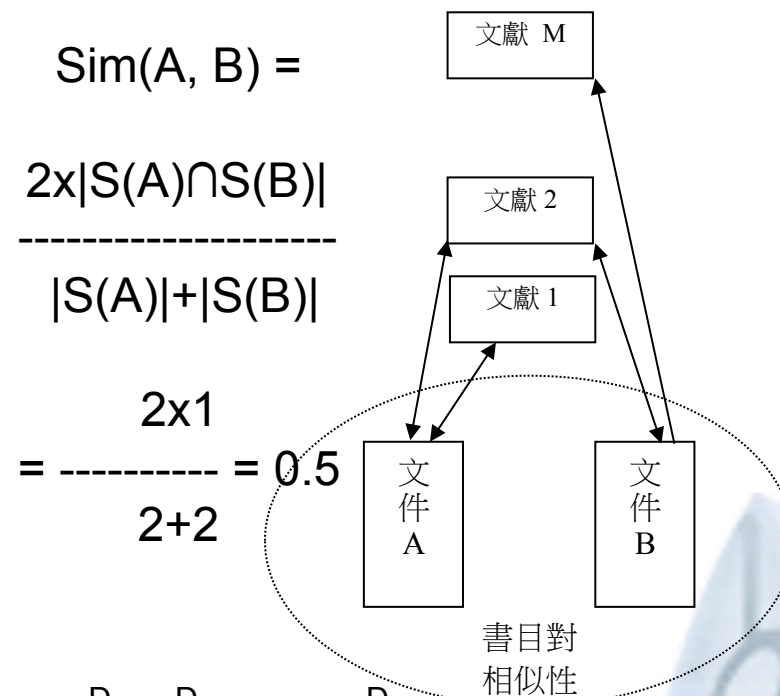 Sim(A, B) =
2x|S(A)∩S(B)|
--------------------
|S(A)|+|S(B)|
2x1
= ---------- = 0.5
2+2
文獻 M
文獻 2
文獻 1
文件 A
文件 B
書目對
相似性